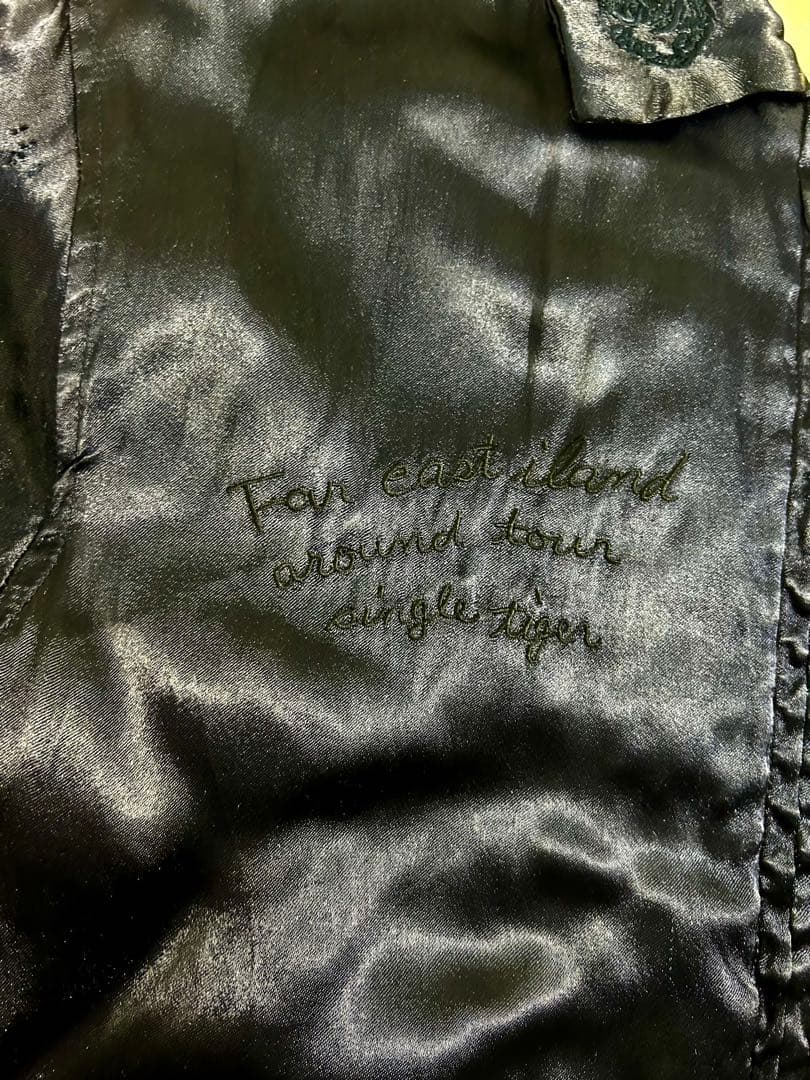 Far east iland
around tour
single tiger